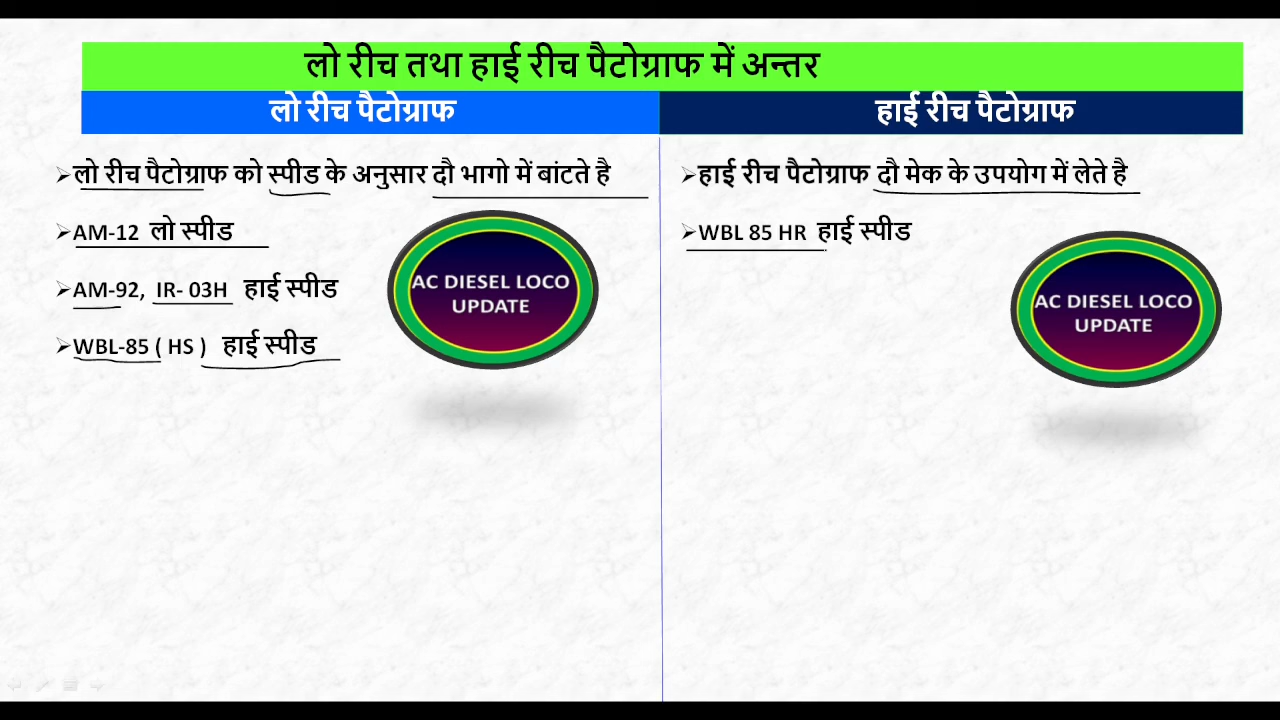 लो रीच तथा हाई रीच पैटोग्राफ में अन्तर
लो रीच पैटोग्राफ
➢लो रीच पैटोग्राफ को स्पीड के अनुसार दौ भागो में बांटते है
➢AM-12 लो स्पीड
➢AM-92, IR- 03H हाई स्पीड
➢WBL-85 ( HS ) हाई स्पीड
AC DIESEL LOCO
UPDATE
हाई रीच पैटोग्राफ
➢हाई रीच पैटोग्राफ दौ मेक के उपयोग में लेते है
➢WBL 85 HR हाई स्पीड
AC DIESEL LOCO
UPDATE